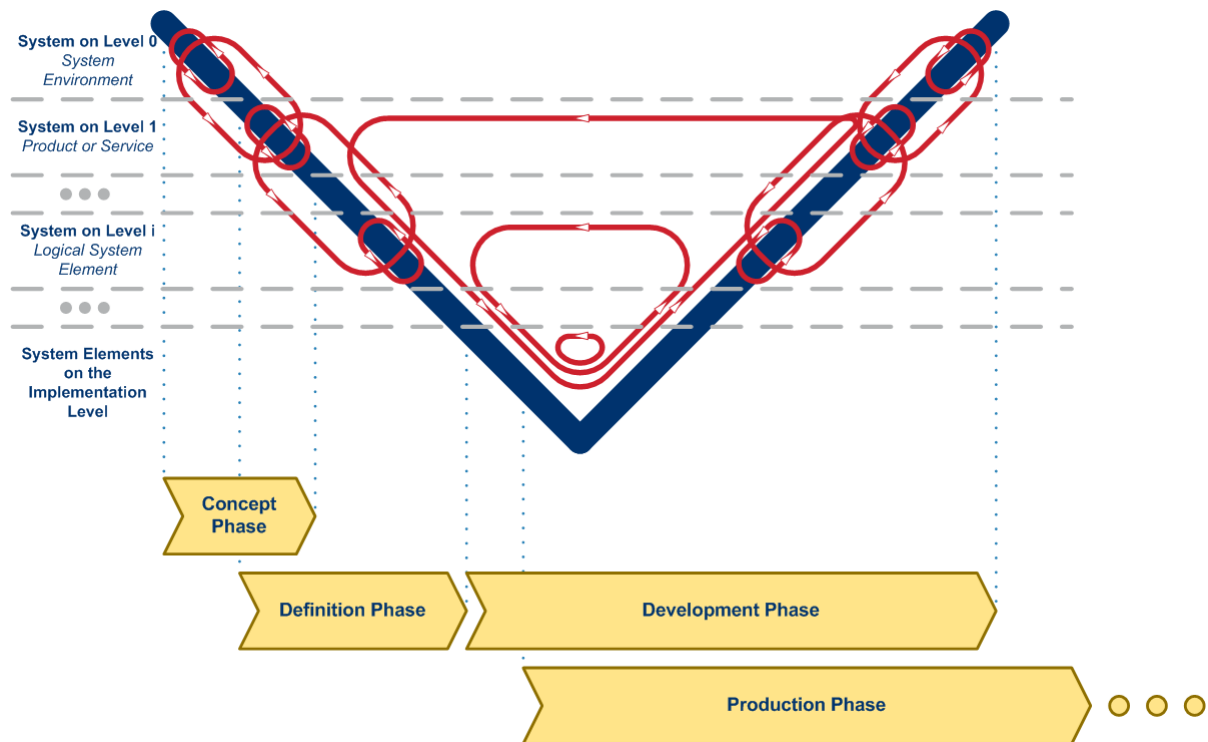 System on Level 0
System
Environment
System on Level 1
Product or Service
System on Level i
Logical System
Element
System Elements
on the
Implementation
Level
Concept
Phase
Definition Phase
Development Phase
Production Phase